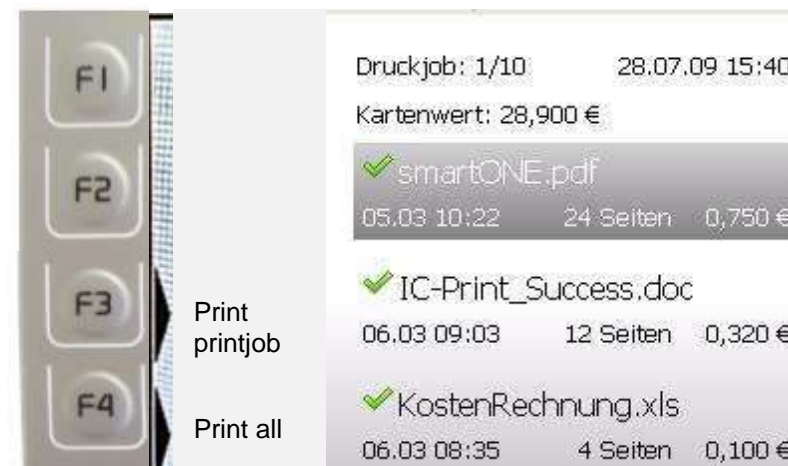 F1
F2
F3
F4
Print
printjob
Print all
Druckjob: 1/10 28.07.09 15:40
Kartenwert: 28,900 €
smartONE.pdf
05.03 10:22 24 Seiten 0,750 €
IC-Print_Success.doc
06.03 09:03 12 Seiten 0,320 €
KostenRechnung.xls
06.03 08:35 4 Seiten 0,100 €